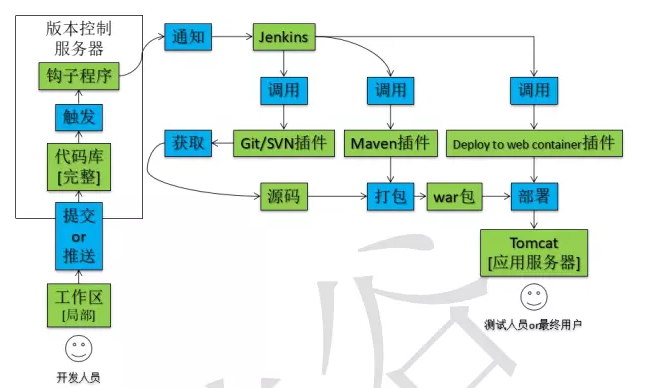 版本控制
服务器
钩子程序
触发
代码库
[完整]
提交
or
推送
工作区
[局部]
开发人员
通知
Jenkins
调用
调用
调用
获取
Git/SVN插件
Maven插件
Deploy to web container插件
源码
打包
war包
部署
Tomcat
[应用服务器]
测试人员or最终用户